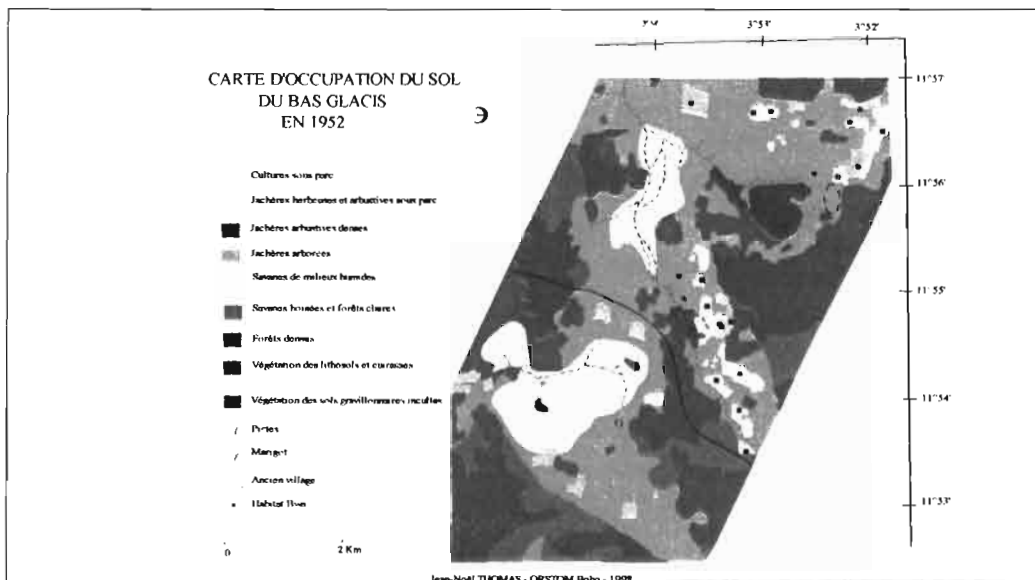 CARTE D'OCCUPATION DU SOL
DU BAS GLACIS
EN 1952
3°53'
3°52'
11°57'
11°56'
11°55'
11°54'
11°53'
Cultures sous parc
Jachères herbeuses et arbustives sous parc
Jachères arbustives denses
Jachères arborées
Savanes de milieux humides
Savanes boisées et forêts claires
Forêts denses
Végétation des lithosols et cuirasses
Végétation des sols gravillonnaires incultes
Pistes
Marigot
Ancien village
Habitat
0
2 Km
Jean-Noël THOMAS - ORSTOM Bobo - 1998